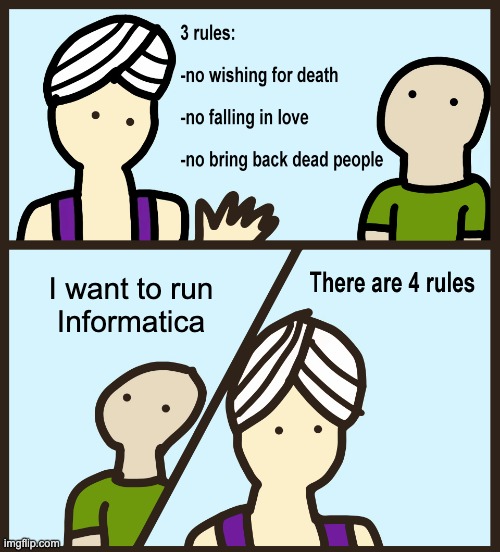 3 rules:
-no wishing for death
-no falling in love
-no bring back dead people
I want to run
Informatica
There are 4 rules
imgflip.com